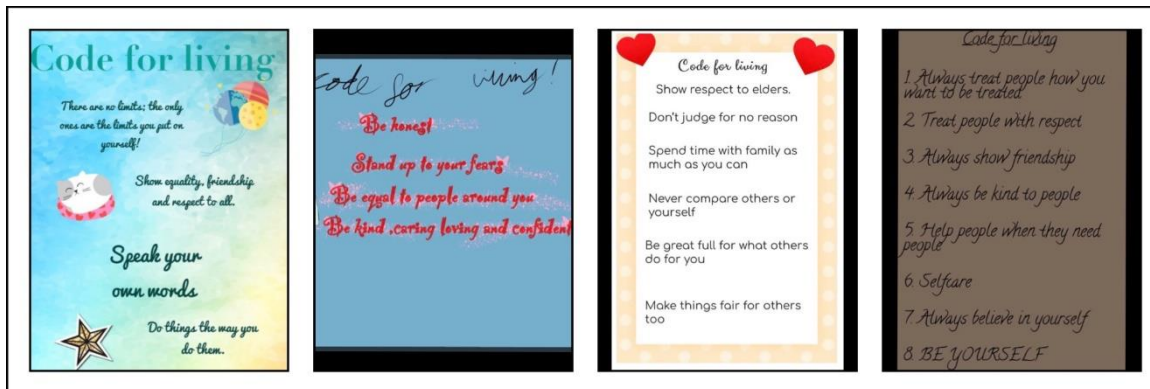 Code for living
There are no limits; the only
ones are the limits you put on
yourself!
Show equality, friendship
and respect to all.
Speak your
own words
Do things the way you
do them.
code for living!
Be honest
Stand up to your fears
Be equal to people around you
Be kind ,caring loving and confident
Code for living
Show respect to elders.
Don't judge for no reason
Spend time with family as
much as you can
Never compare others or
yourself
Be great full for what others
do for you
Make things fair for others
too
Code for living
1. Always treat people how you
want to be treated
2. Treat people with respect
3. Always show friendship
4. Always be kind to people
5. Help people when they need
people
6. Selfcare
7. Always believe in yourself
8. BE YOURSELF